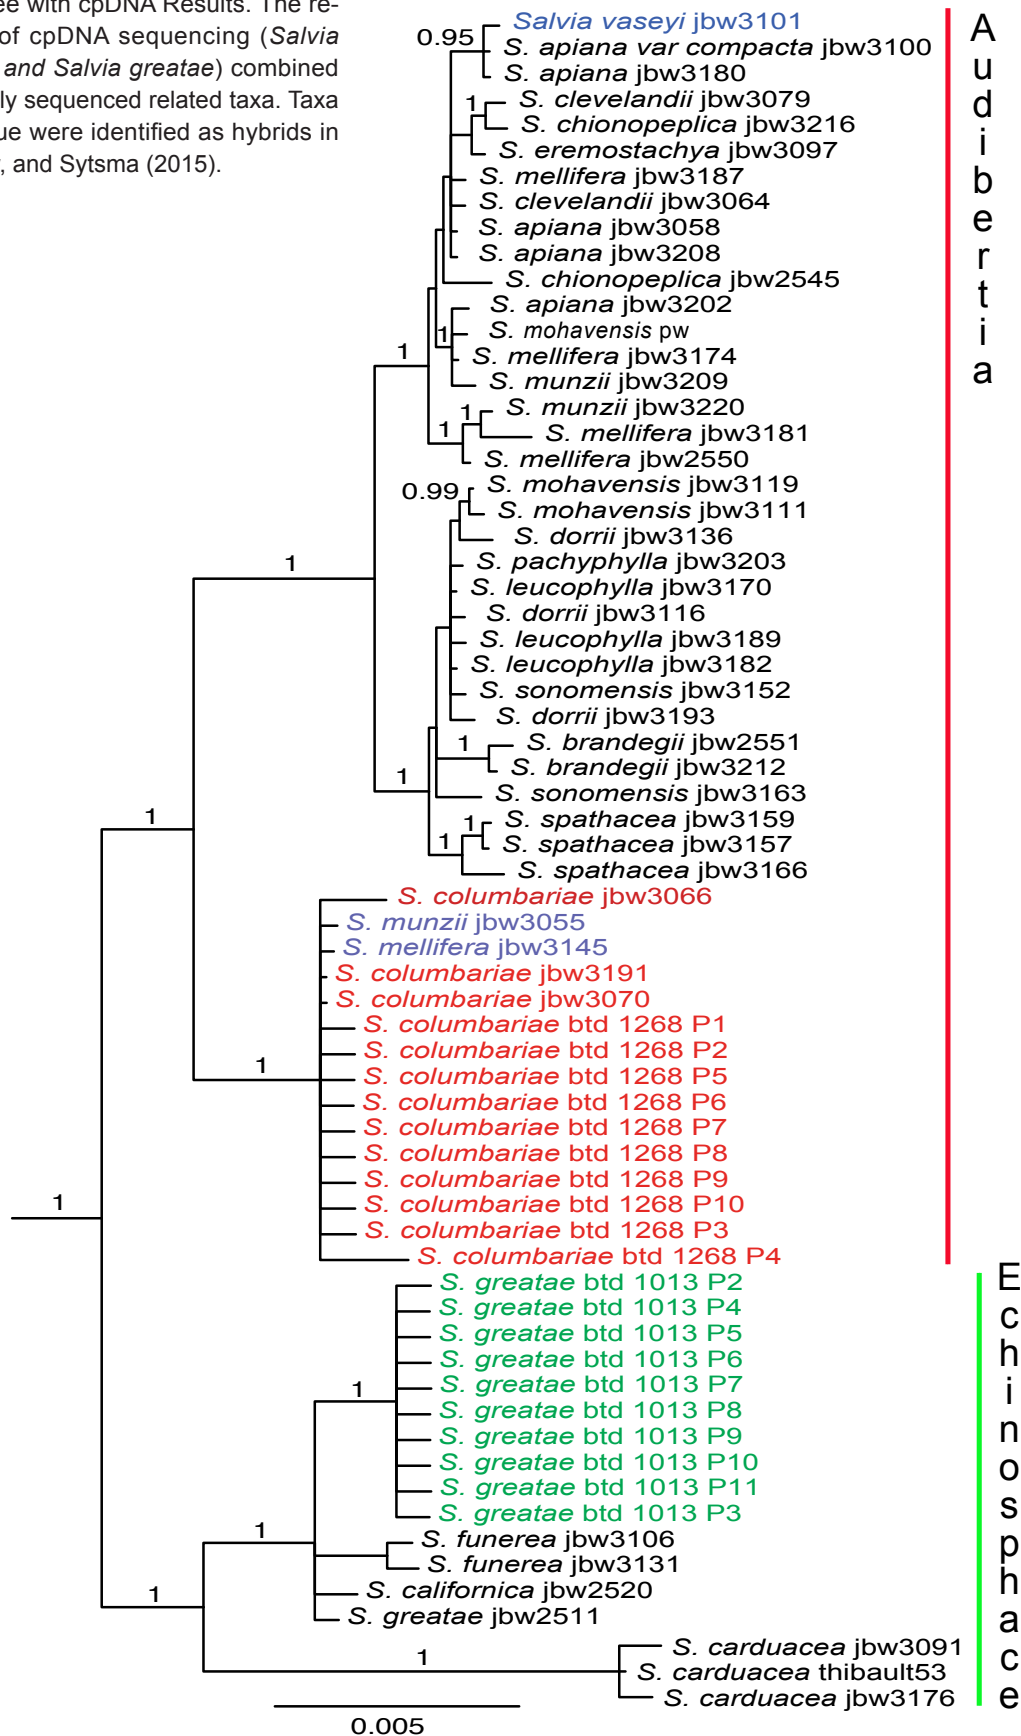 ee with cpDNA Results. The re-
of cpDNA sequencing (Salvia
and Salvia greatae) combined
ly sequenced related taxa. Taxa
ue were identified as hybrids in
, and Sytsma (2015).
Salvia vaseyi jbw3101
0.95
S. apiana var compacta jbw3100
S. apiana jbw3180
S. clevelandii jbw3079
1
S. chionopeplica jbw3216
S. eremostachya jbw3097
S. mellifera jbw3187
S. clevelandii jbw3064
S. apiana jbw3058
S. apiana jbw3208
S. chionopeplica jbw2545
S. apiana jbw3202
1
S. mohavensis pw
1
S. mellifera jbw3174
S. munzii jbw3209
S. munzii jbw3220
1
1
S. mellifera jbw3181
S. mellifera jbw2550
0.99
S. mohavensis jbw3119
S. mohavensis jbw3111
S. dorrii jbw3136
1
S. pachyphylla jbw3203
S. leucophylla jbw3170
S. dorrii jbw3116
S. leucophylla jbw3189
S. leucophylla jbw3182
S. sonomensis jbw3152
S. dorrii jbw3193
1
S. brandegii jbw2551
S. brandegii jbw3212
1
S. sonomensis jbw3163
1
S. spathacea jbw3159
1
1
S. spathacea jbw3157
S. spathacea jbw3166
S. columbariae jbw3066
S. munzii jbw3055
S. mellifera jbw3145
S. columbariae jbw3191
S. columbariae jbw3070
S. columbariae btd 1268 P1
S. columbariae btd 1268 P2
1
S. columbariae btd 1268 P5
S. columbariae btd 1268 P6
S. columbariae btd 1268 P7
S. columbariae btd 1268 P8
S. columbariae btd 1268 P9
1
S. columbariae btd 1268 P10
S. columbariae btd 1268 P3
S. columbariae btd 1268 P4
Audibertia
S. greatae btd 1013 P2
S. greatae btd 1013 P4
S. greatae btd 1013 P5
S. greatae btd 1013 P6
1
S. greatae btd 1013 P7
S. greatae btd 1013 P8
S. greatae btd 1013 P9
S. greatae btd 1013 P10
S. greatae btd 1013 P11
S. greatae btd 1013 P3
1
S. funerea jbw3106
S. funerea jbw3131
1
S. californica jbw2520
S. greatae jbw2511
S. carduacea jbw3091
1
S. carduacea thibault53
S. carduacea jbw3176
Echinosphace
0.005